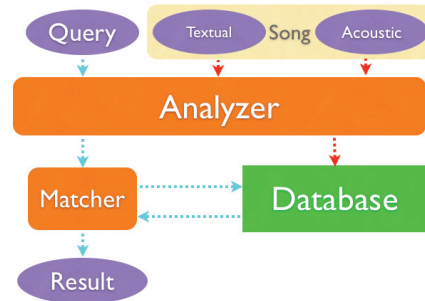 Query
Textual
Song
Acoustic
Analyzer
Matcher
Database
Result